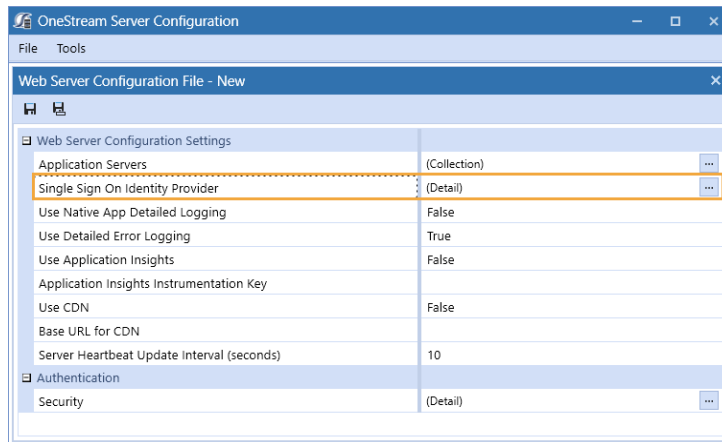 OneStream Server Configuration
File Tools
Web Server Configuration File - New
Web Server Configuration Settings
Application Servers (Collection) ...
Single Sign On Identity Provider (Detail) ...
Use Native App Detailed Logging False
Use Detailed Error Logging True
Use Application Insights False
Application Insights Instrumentation Key
Use CDN False
Base URL for CDN
Server Heartbeat Update Interval (seconds) 10
Authentication
Security (Detail) ...